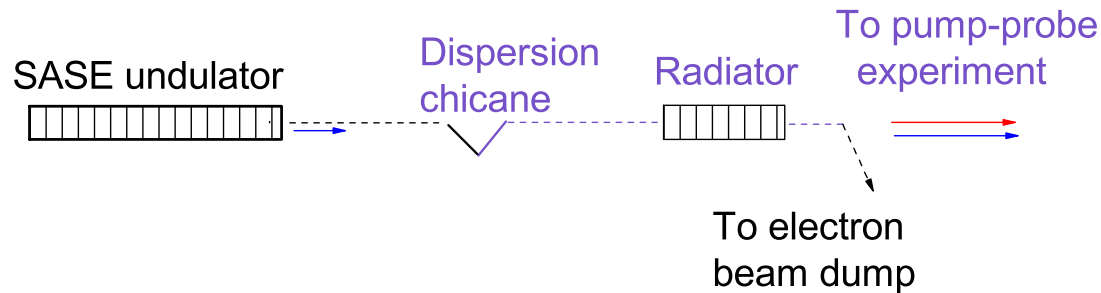 SASE undulator
Dispersion
chicane
Radiator
To pump-probe
experiment
To electron
beam dump